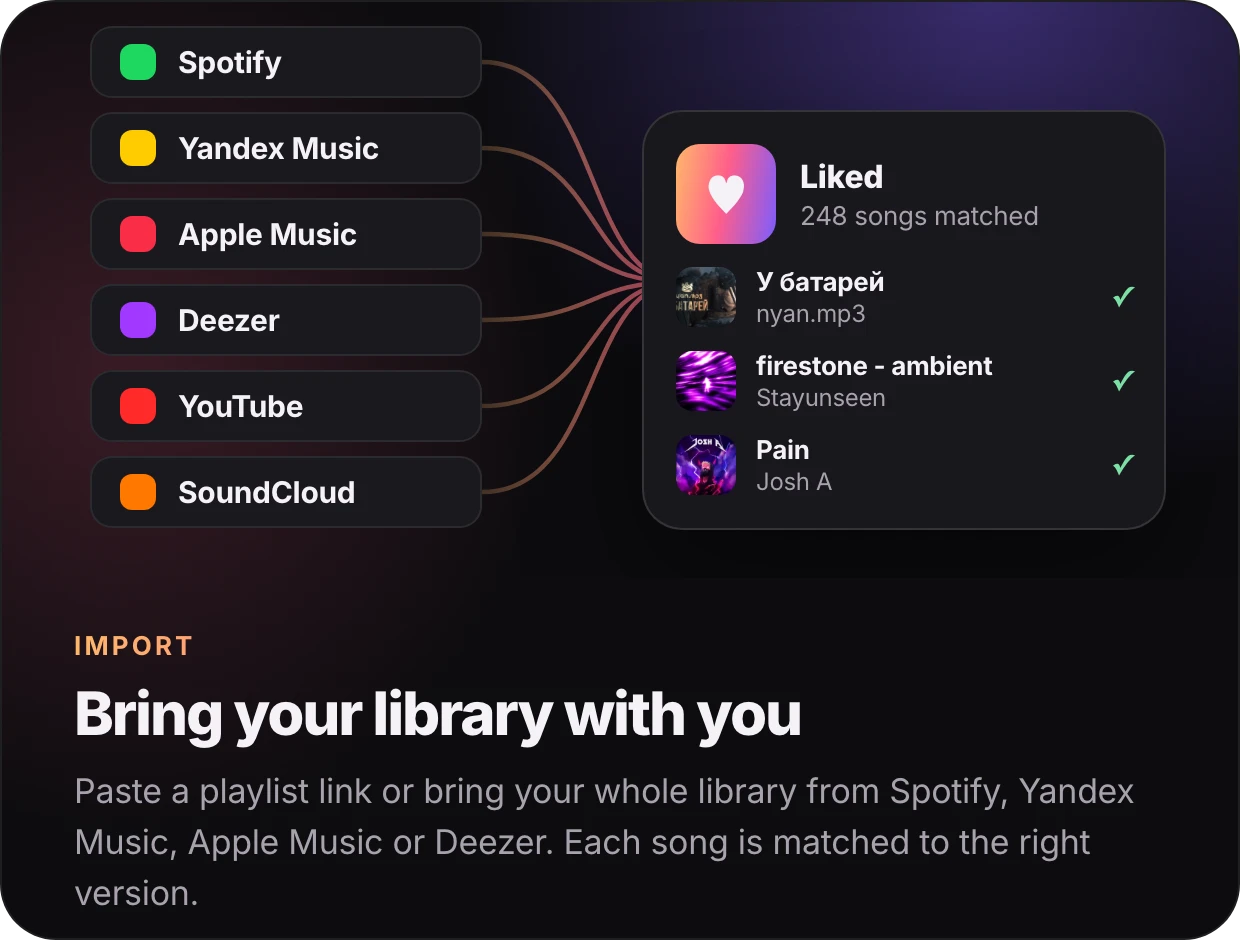 Spotify
Yandex Music
Apple Music
Deezer
YouTube
SoundCloud
Liked
248 songs matched
У батарей
nyan.mp3
firestone - ambient
Stayunseen
JOSH A
Pain
Josh A
IMPORT
Bring your library with you
Paste a playlist link or bring your whole library from Spotify, Yandex
Music, Apple Music or Deezer. Each song is matched to the right
version.